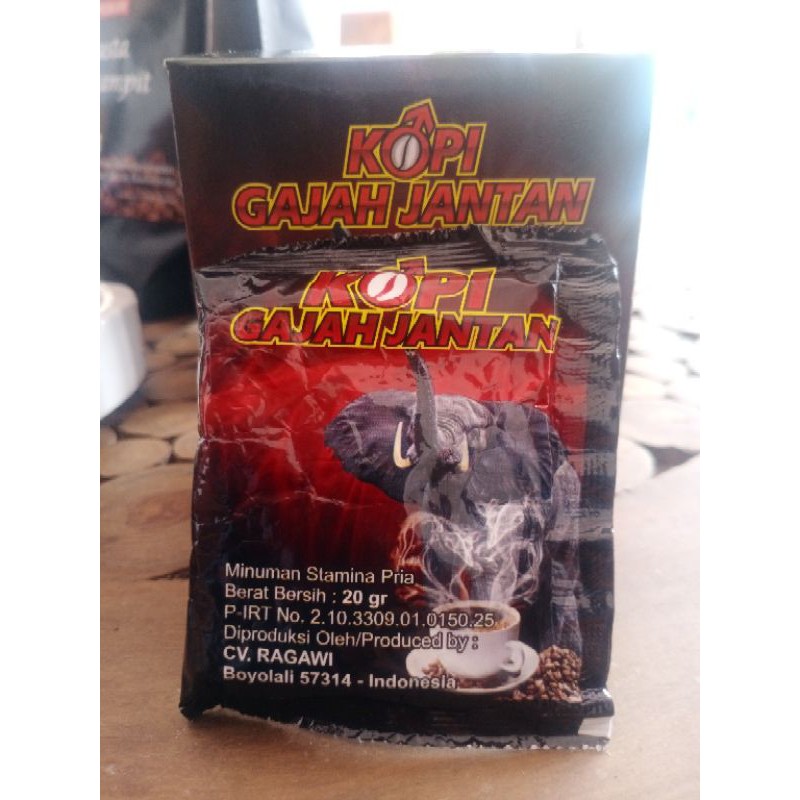 KOPI
GAJAH JANTAN
KOPI
GAJAH JANTAN
Minuman Stamina Pria
Berat Bersih : 20 gr
P-IRT No. 2.10.3309.01.0150.25
Diproduksi Oleh/Produced by :
CV. RAGAWI
Boyolali 57314 - Indonesia